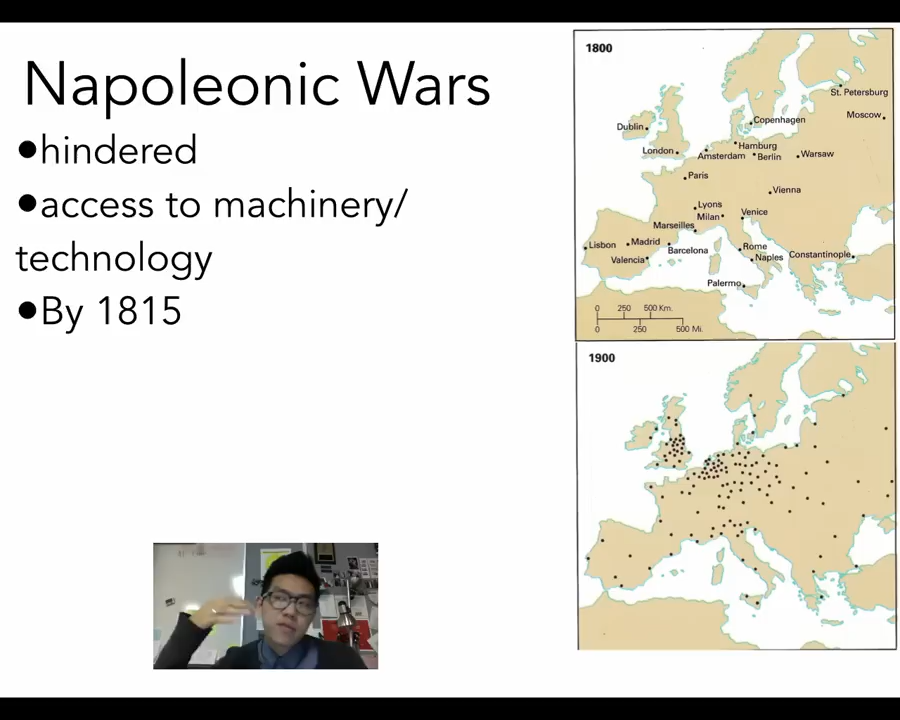 Napoleonic Wars
●hindered
●access to machinery/
technology
●By 1815
1800
St. Petersburg
Moscow
Copenhagen
Dublin
Hamburg
London
Amsterdam
Berlin
Warsaw
Paris
Vienna
Lyons
Milan
Venice
Marseilles
Lisbon
Madrid
Barcelona
Rome
Constantinople
Valencia
Naples
Palermo
0 250 500 Km.
0 250 500 Mi.
1900